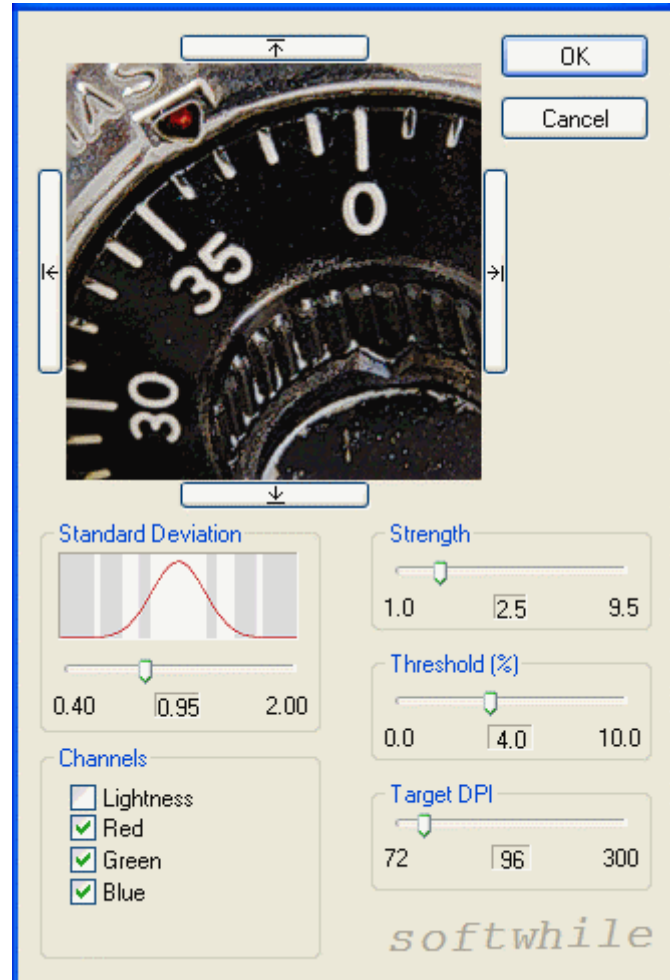 OK
Cancel
AS
0
35
30
Standard Deviation
0.40 0.95 2.00
Strength
1.0 2.5 9.5
Threshold (%)
0.0 4.0 10.0
Channels
Lightness
Red
Green
Blue
Target DPI
72 96 300
softwhile